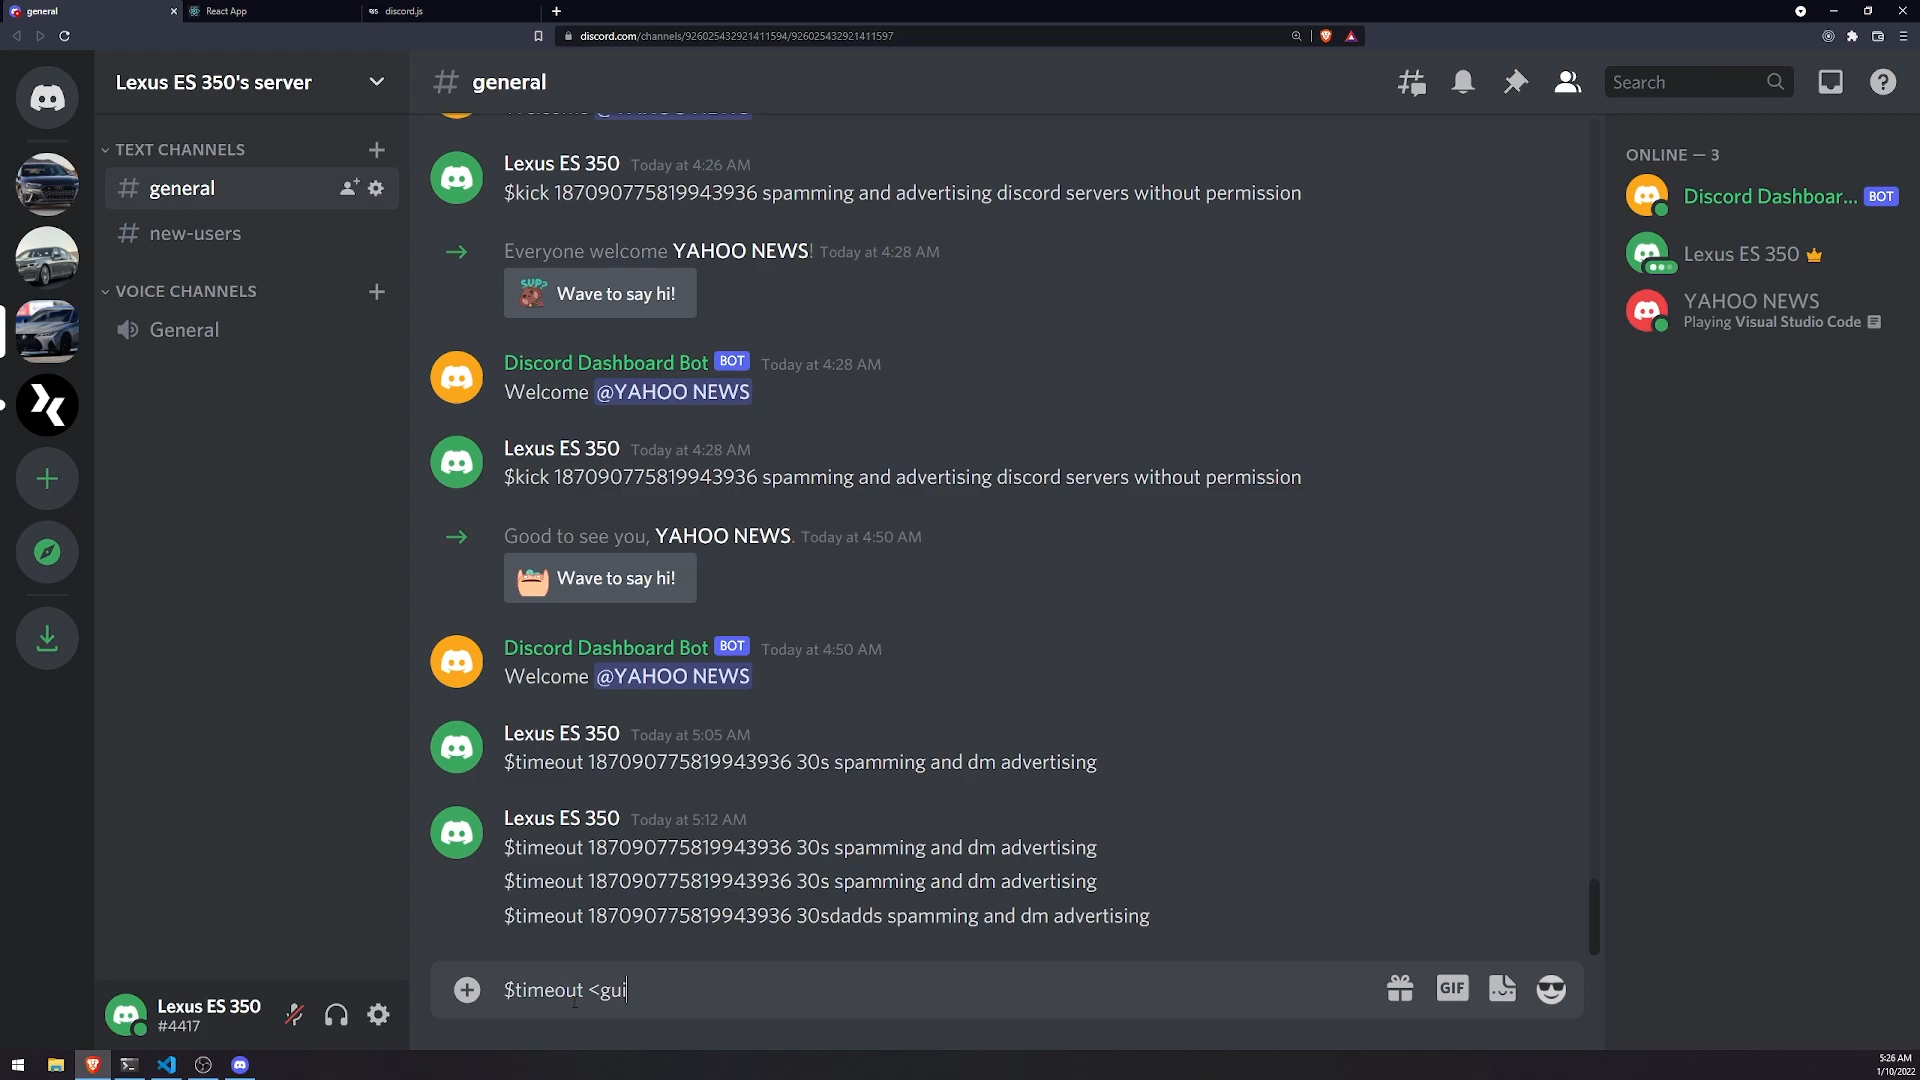 general
React App
discord.js
discord.com/channels/926025432921411594/926025432921411597
Lexus ES 350's server
general
Search
TEXT CHANNELS
general
new-users
VOICE CHANNELS
General
Lexus ES 350 Today at 4:26 AM
$kick 187090775819943936 spamming and advertising discord servers without permission
Everyone welcome YAHOO NEWS! Today at 4:28 AM
SUP?
Wave to say hi!
Discord Dashboard Bot BOT Today at 4:28 AM
Welcome @YAHOO NEWS
Lexus ES 350 Today at 4:28 AM
$kick 187090775819943936 spamming and advertising discord servers without permission
Good to see you, YAHOO NEWS. Today at 4:50 AM
Wave to say hi!
Discord Dashboard Bot BOT Today at 4:50 AM
Welcome @YAHOO NEWS
Lexus ES 350 Today at 5:05 AM
$timeout 187090775819943936 30s spamming and dm advertising
Lexus ES 350 Today at 5:12 AM
$timeout 187090775819943936 30s spamming and dm advertising
$timeout 187090775819943936 30s spamming and dm advertising
$timeout 187090775819943936 30sdadds spamming and dm advertising
$timeout <gui
GIF
ONLINE — 3
Discord Dashboar... BOT
Lexus ES 350
YAHOO NEWS
Playing Visual Studio Code
Lexus ES 350
#4417
5:26 AM
1/10/2022